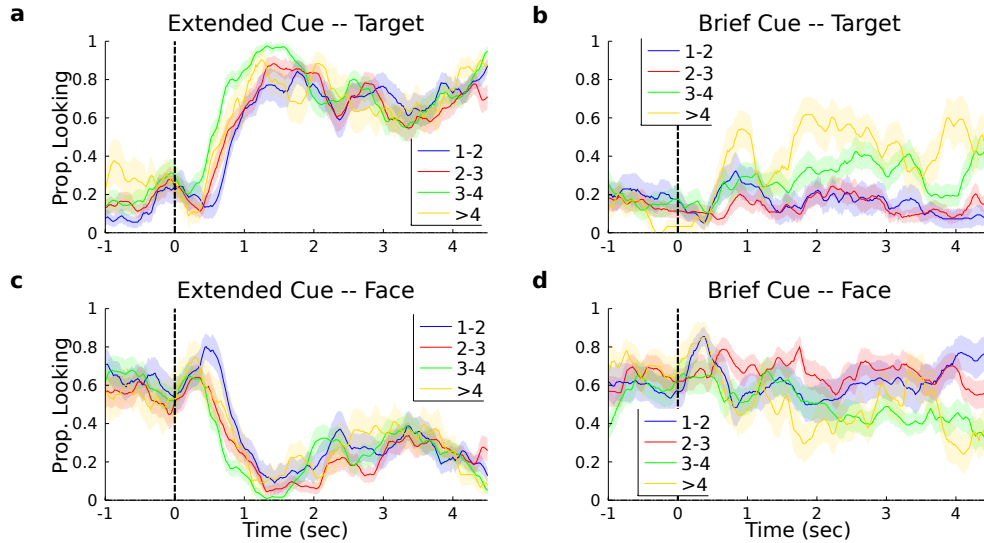 a
Extended Cue -- Target
Prop. Looking
1
0.8
0.6
0.4
0.2
0
-1 0 1 2 3 4
1-2
2-3
3-4
>4
b
Brief Cue -- Target
1
0.8
0.6
0.4
0.2
0
-1 0 1 2 3 4
1-2
2-3
3-4
>4
c
Extended Cue -- Face
Prop. Looking
1
0.8
0.6
0.4
0.2
0
-1 0 1 2 3 4
Time (sec)
1-2
2-3
3-4
>4
d
Brief Cue -- Face
1
0.8
0.6
0.4
0.2
0
-1 0 1 2 3 4
Time (sec)
1-2
2-3
3-4
>4